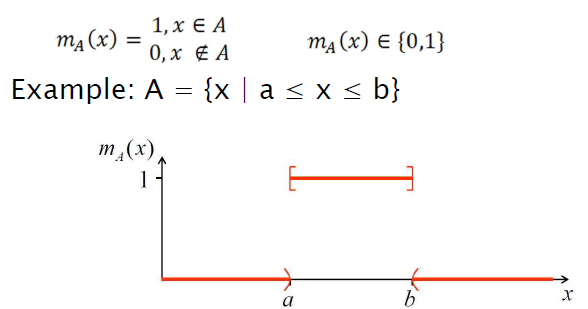 m_A(x) = 1, x ∈ A
0, x ∉ A
m_A(x) ∈ {0,1}
Example: A = {x | a ≤ x ≤ b}
m_A(x)
1
a
b
x